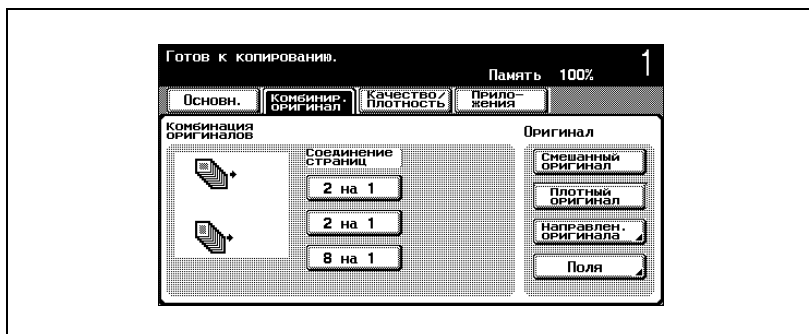 Готов к копированию.
Память 100% 1
Основн.
Комбинир.
оригинал
Качество/
плотность
Прило-
жения
Комбинация
оригиналов
Соединение
страниц
2 на 1
2 на 1
8 на 1
Оригинал
Смешанный
оригинал
Плотный
оригинал
Направлен.
оригинала
Поля